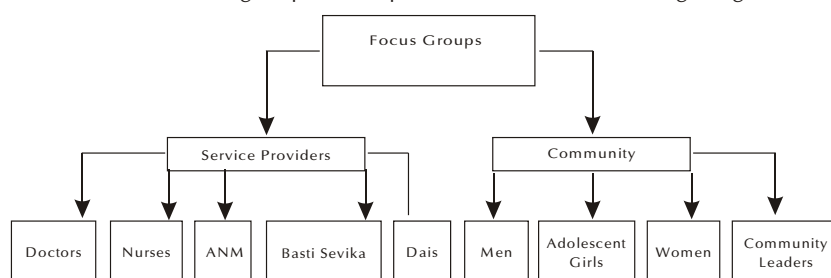 Focus Groups
Service Providers
Community
Doctors
Nurses
ANM
Basti Sevika
Dais
Men
Adolescent
Girls
Women
Community
Leaders